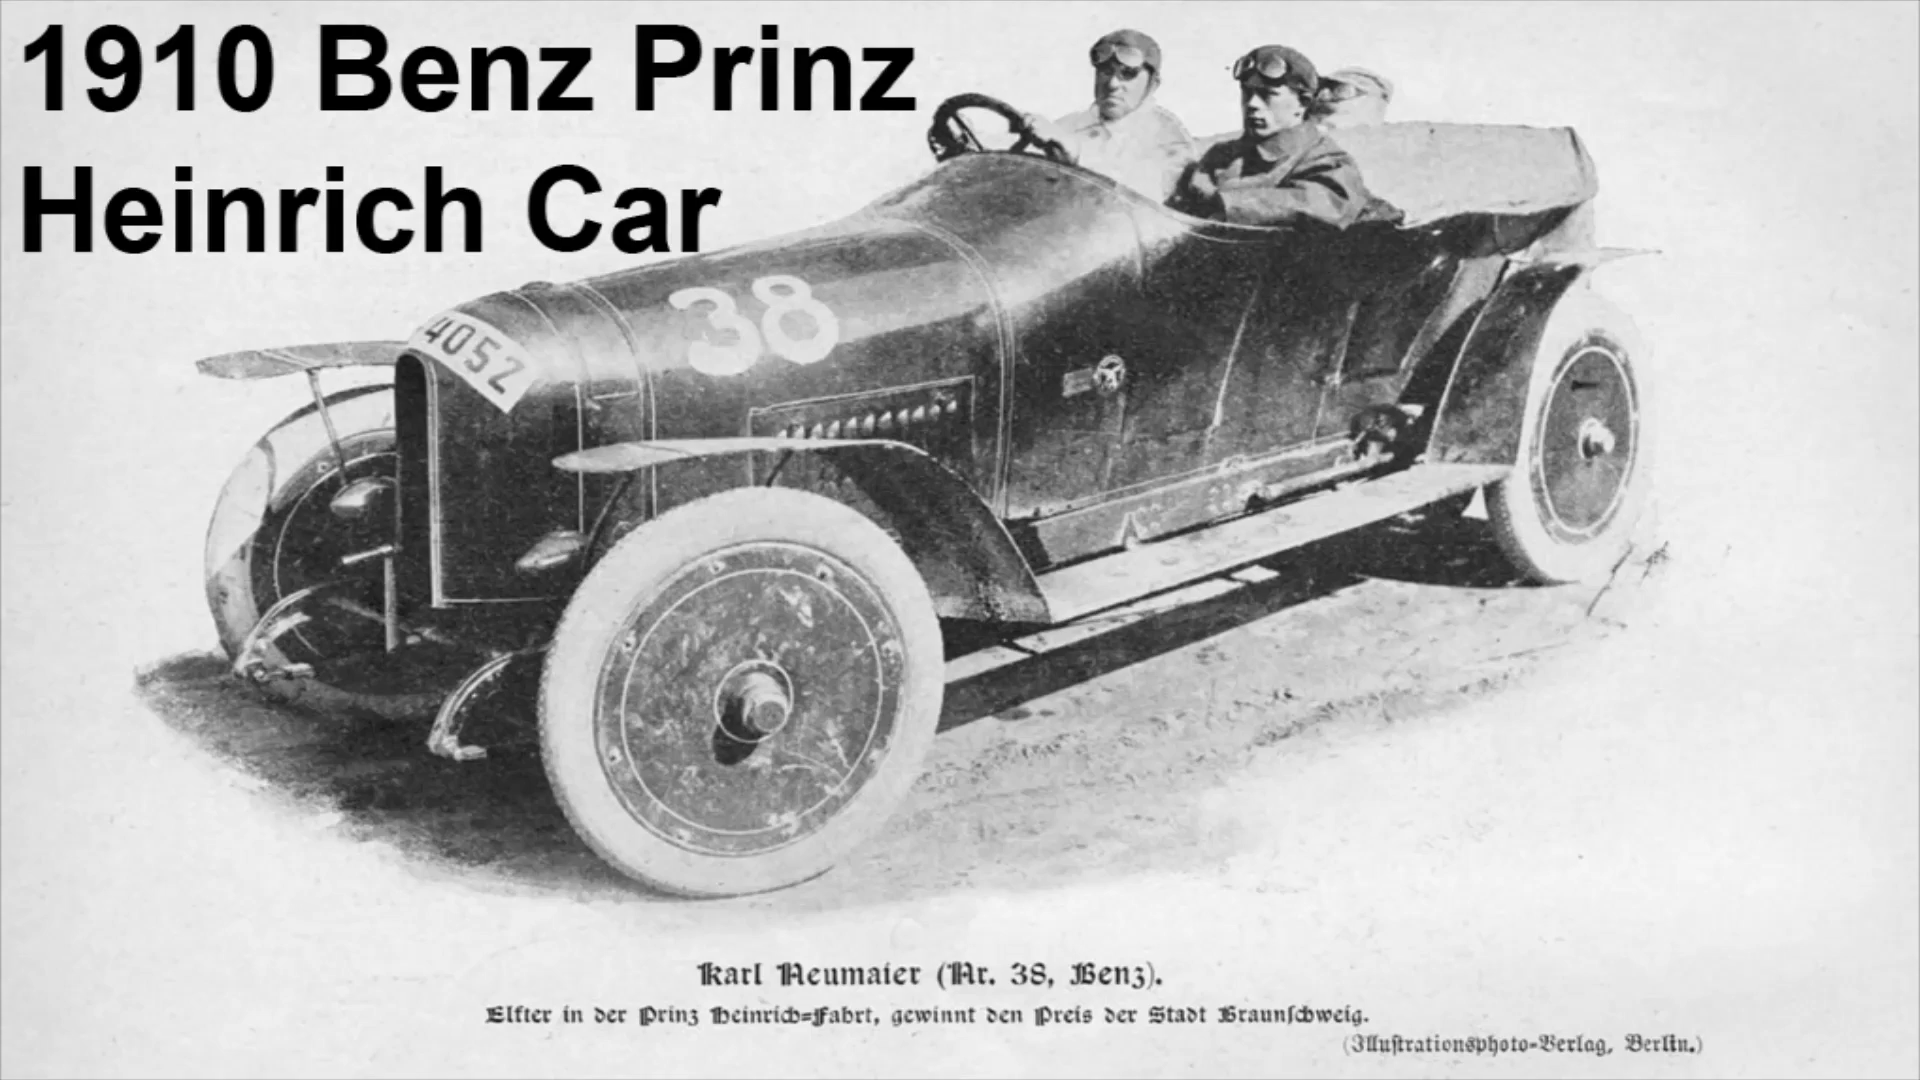 1910 Benz Prinz
Heinrich Car
38
4052
Karl Neumaier (Nr. 38, Benz).
Elfter in der Prinz Heinrich=Fahrt, gewinnt den Preis der Stadt Braunſchweig.
(Illuſtrationsphoto=Verlag, Berlin.)